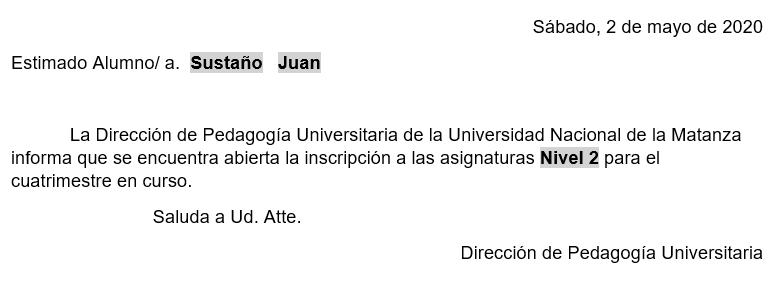 Sábado, 2 de mayo de 2020
Estimado Alumno/ a. Sustaño Juan
La Dirección de Pedagogía Universitaria de la Universidad Nacional de la Matanza
informa que se encuentra abierta la inscripción a las asignaturas Nivel 2 para el
cuatrimestre en curso.
Saluda a Ud. Atte.
Dirección de Pedagogía Universitaria